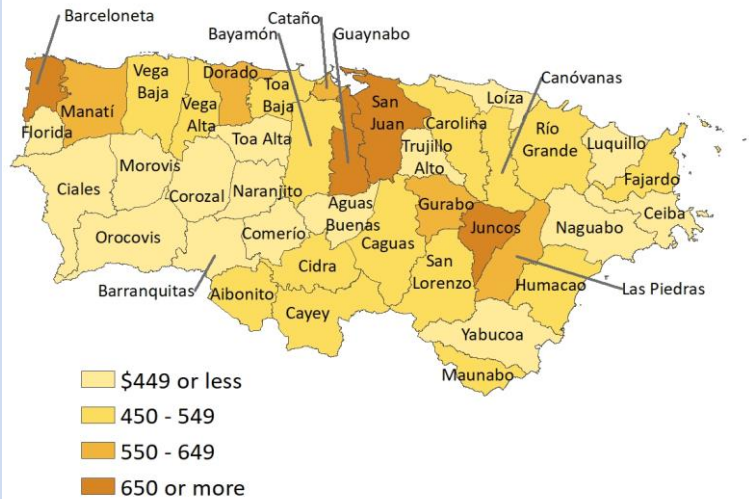 Barceloneta
Cataño
Bayamón
Guaynabo
Canóvanas
Vega
Baja
Dorado
Toa
Baja
Manatí
Vega
Alta
San
Juan
Loíza
Florida
Toa Alta
Carolina
Río
Grande
Luquillo
Trujillo
Alto
Fajardo
Morovis
Ciales
Corozal
Naranjito
Aguas
Buenas
Gurabo
Juncos
Ceiba
Naguabo
Orocovis
Comerío
Caguas
Cidra
San
Lorenzo
Barranquitas
Aibonito
Cayey
Humacao
Las Piedras
Yabucoa
Maunabo
$449 or less
450 - 549
550 - 649
650 or more